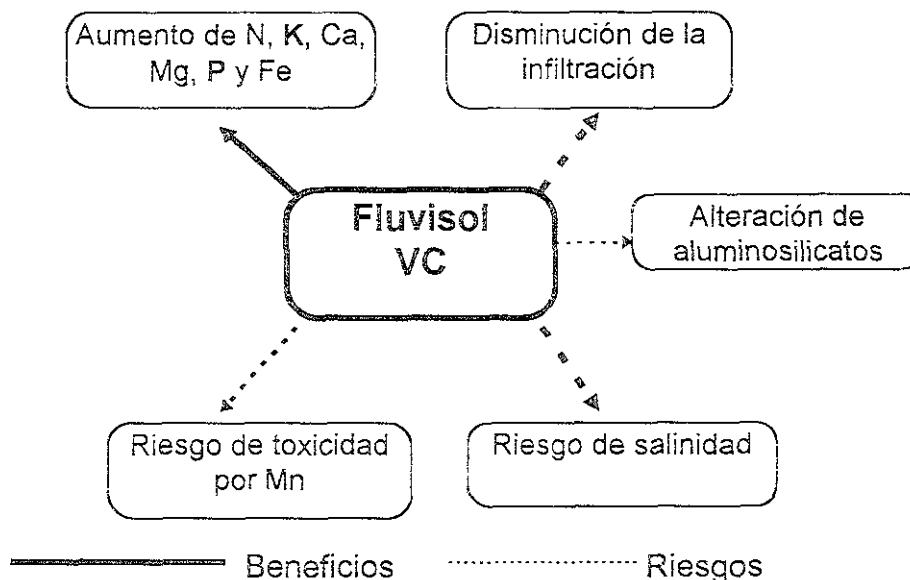 Aumento de N, K, Ca,
Mg, P y Fe
Disminución de la
infiltración
Fluvisol
VC
Alteración de
aluminosilicatos
Riesgo de toxicidad
por Mn
Riesgo de salinidad
Beneficios
Riesgos